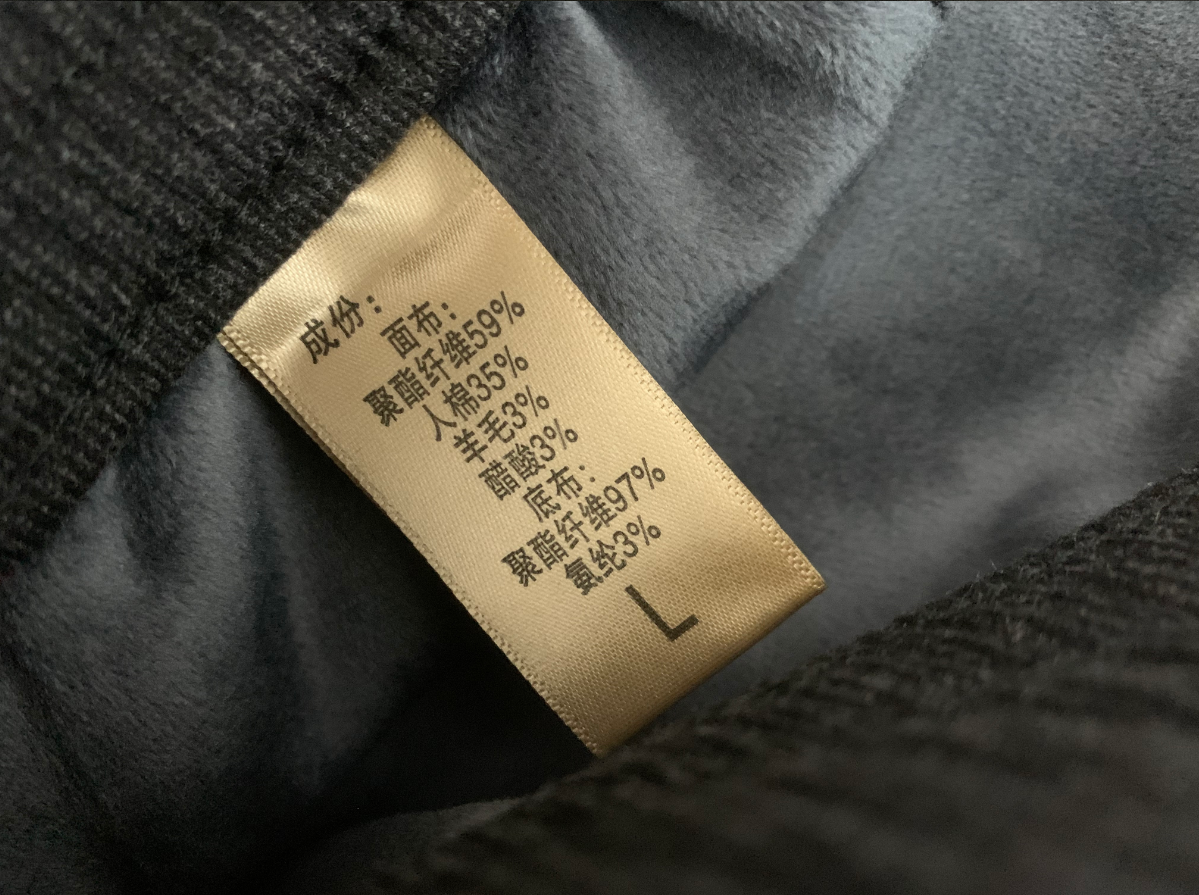 成份：
面布：
聚酯纤维59%
人棉35%
羊毛3%
醋酸3%
底布：
聚酯纤维97%
氨纶3%
L